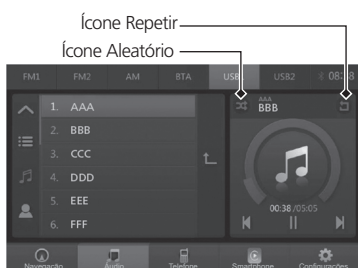 Ícone Repetir
Ícone Aleatório
FM1 FM2 AM BTA USB USB2 08:38
1. AAA
2. BBB
3. CCC
4. DDD
5. EEE
6. FFF
AAA
BBB
00:38/05:05
Navegação Áudio Telefone Smartphone Configurações